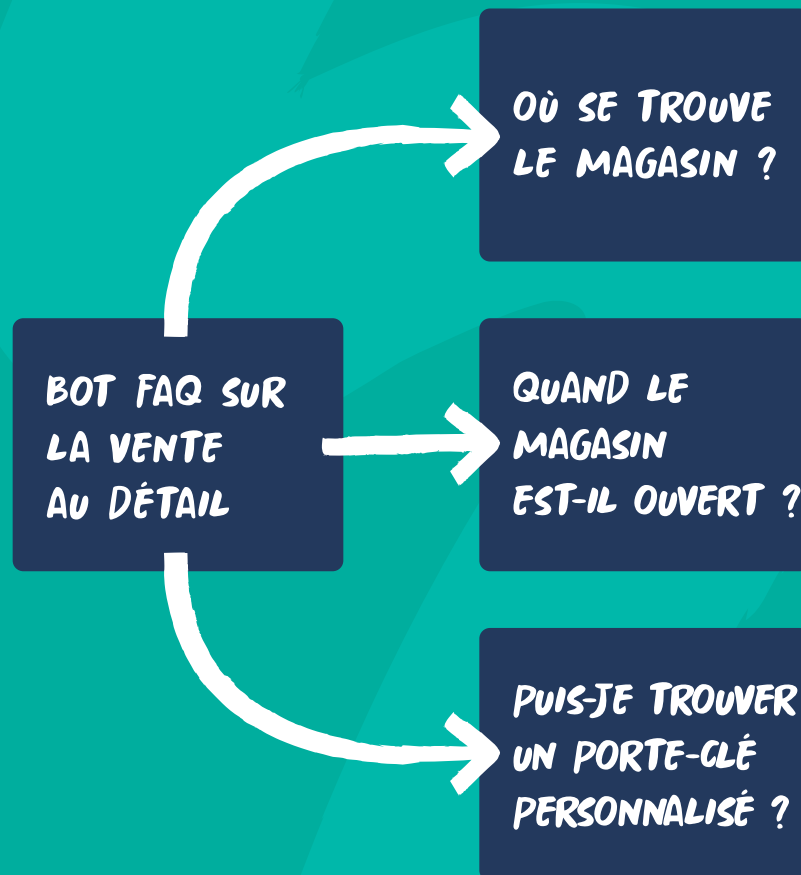 OÙ SE TROUVE
LE MAGASIN ?
BOT FAQ SUR
LA VENTE
AU DÉTAIL
QUAND LE
MAGASIN
EST-IL OUVERT ?
PUIS-JE TROUVER
UN PORTE-CLÉ
PERSONNALISÉ ?